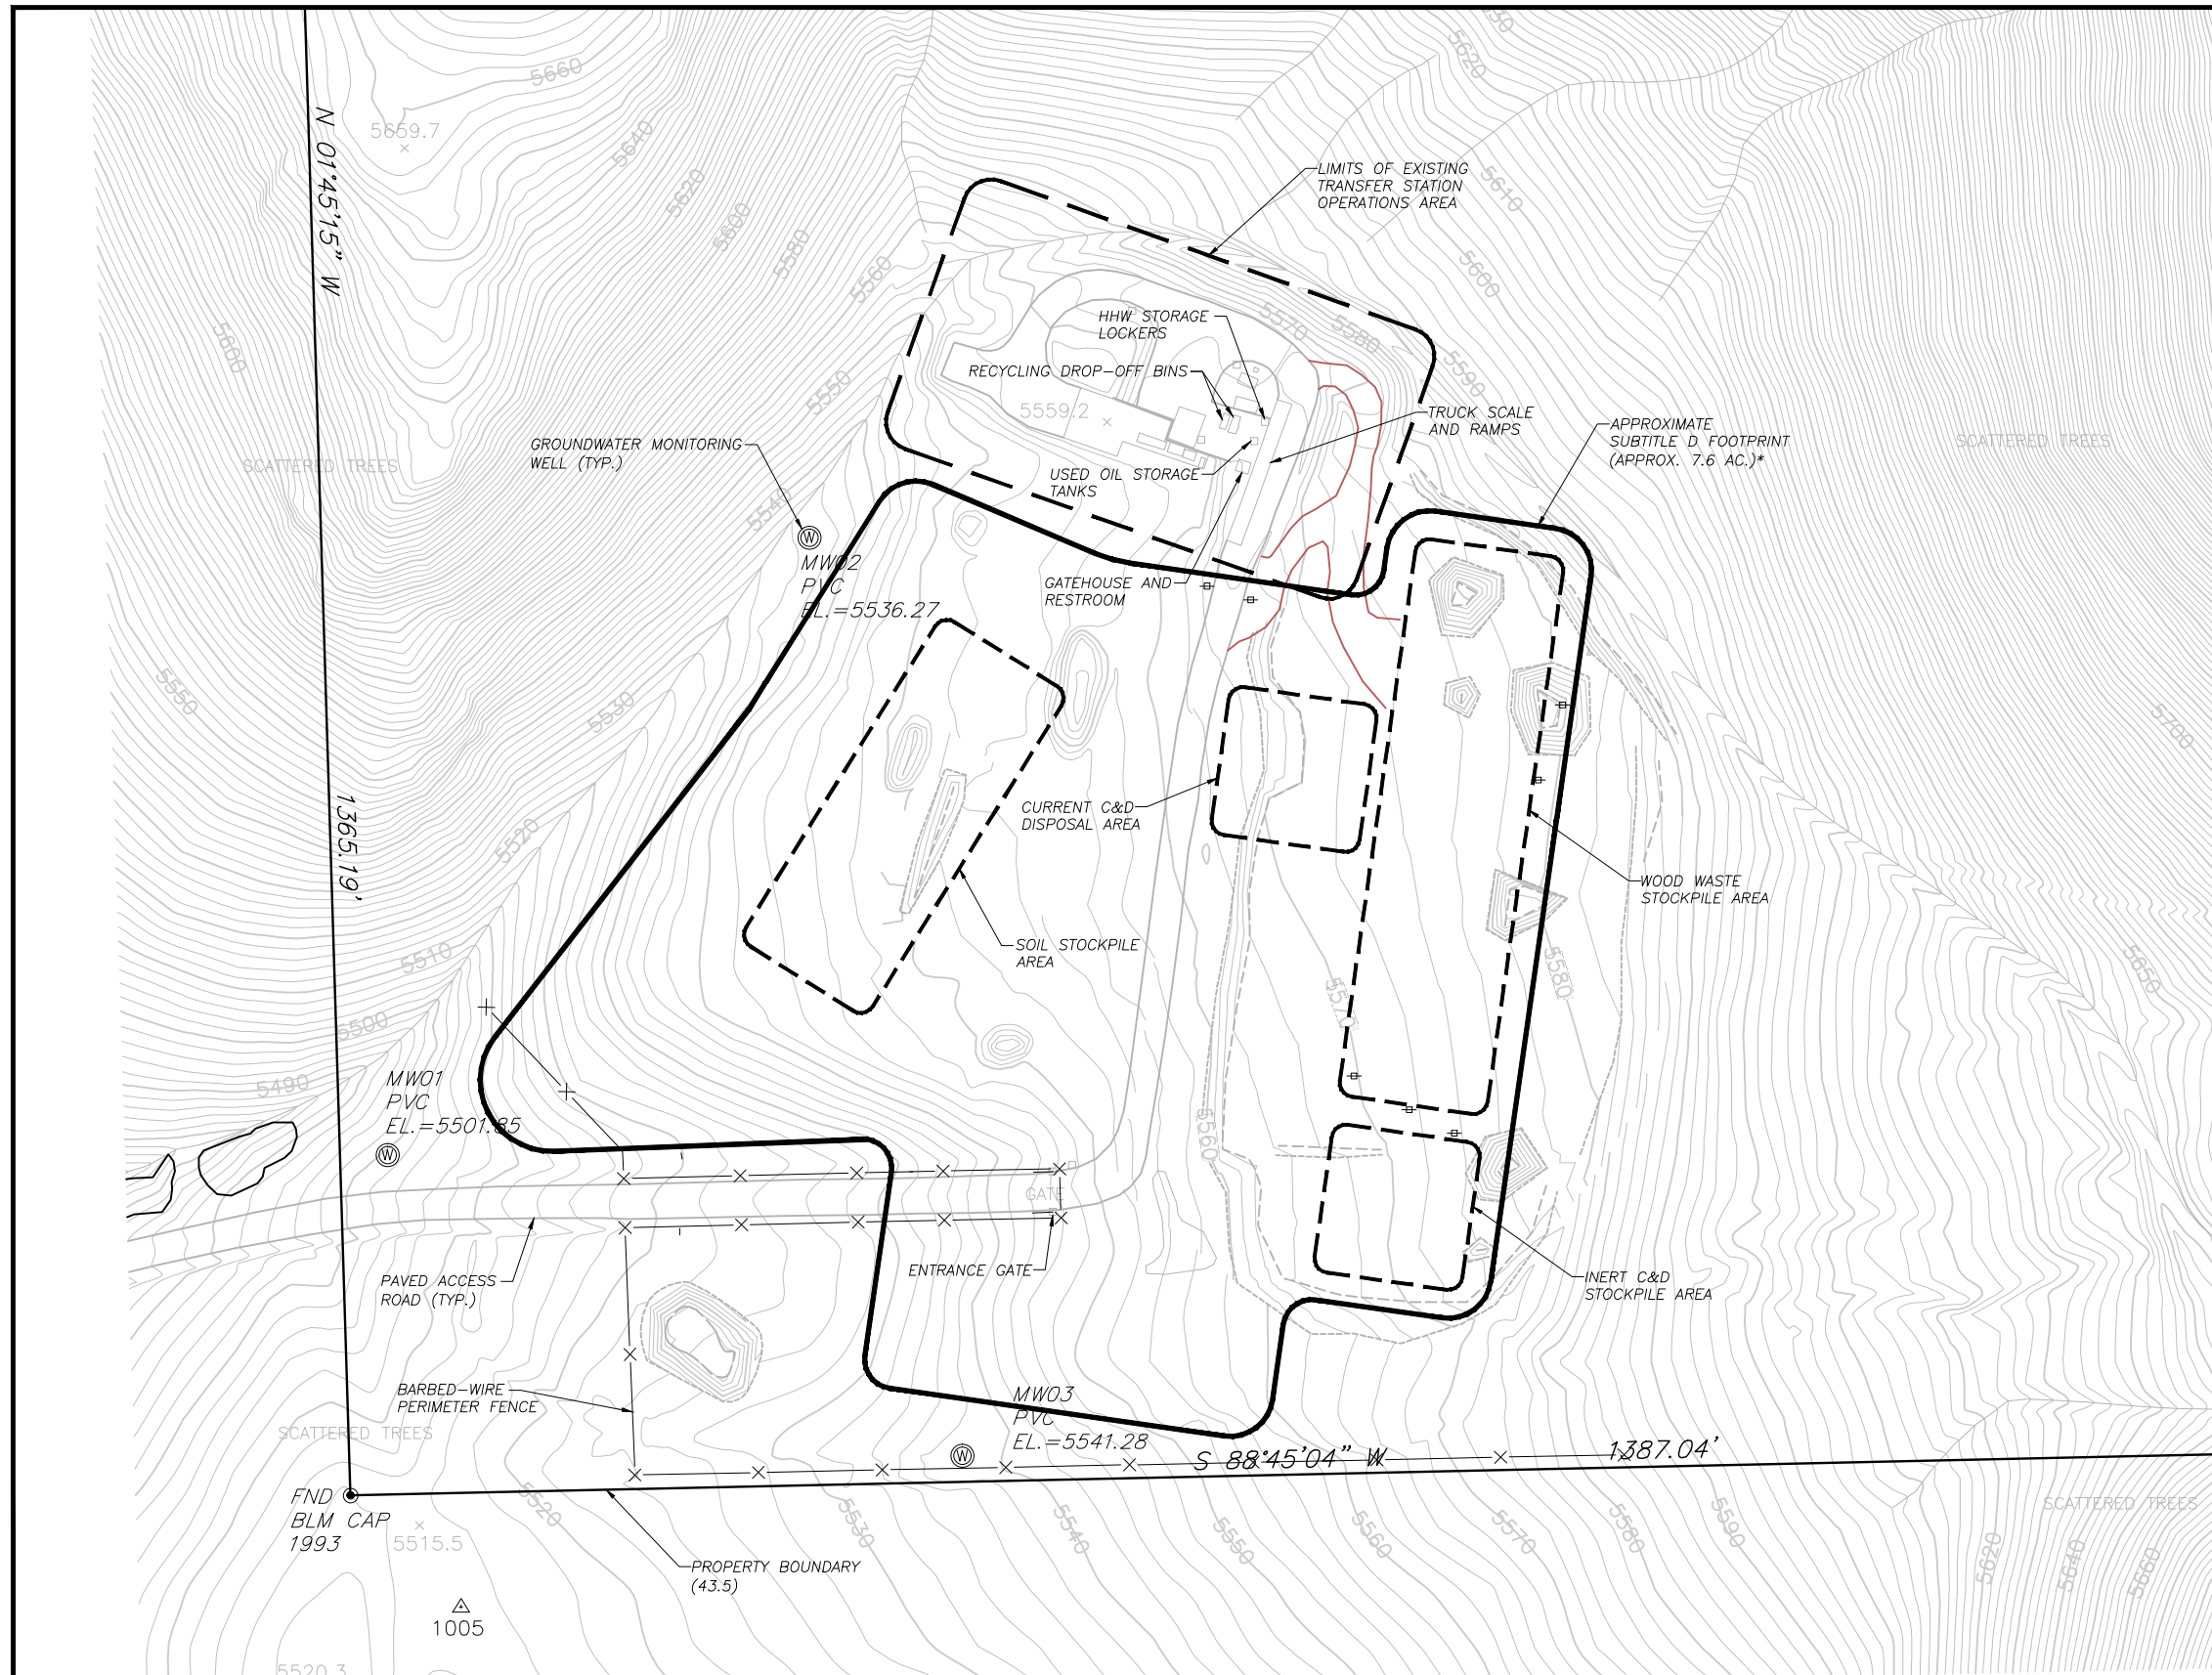 5660
5630
5620
5659.7
N 01°45'15" W
5640
5620
5600
5580
5560
LIMITS OF EXISTING
TRANSFER STATION
OPERATIONS AREA
5610
5600
5600
5570
5580
5590
HHW STORAGE
LOCKERS
RECYCLING DROP-OFF BINS
5559.2
5550
TRUCK SCALE
AND RAMPS
APPROXIMATE
SUBTITLE D FOOTPRINT
(APPROX. 7.6 AC.)*
SCATTERED TREES
GROUNDWATER MONITORING
WELL (TYP.)
SCATTERED TREES
USED OIL STORAGE
TANKS
5540
W
MW02
PVC
EL.=5536.27
GATEHOUSE AND
RESTROOM
5550
5530
5700
1365.19'
5520
CURRENT C&D
DISPOSAL AREA
WOOD WASTE
STOCKPILE AREA
SOIL STOCKPILE
AREA
5510
5580
5650
5570
5500
5490
MW01
PVC
EL.=5501.85
W
5560
GATE
PAVED ACCESS
ROAD (TYP.)
ENTRANCE GATE
INERT C&D
STOCKPILE AREA
BARBED-WIRE
PERIMETER FENCE
MW03
PVC
EL.=5541.28
W
SCATTERED TREES
S 88°45'04" W
1387.04'
FND
BLM CAP
1993
5515.5
5520
5530
5540
5550
5560
5570
5580
5590
SCATTERED TREES
5620
5640
5660
PROPERTY BOUNDARY
(43.5)
1005
5520.3